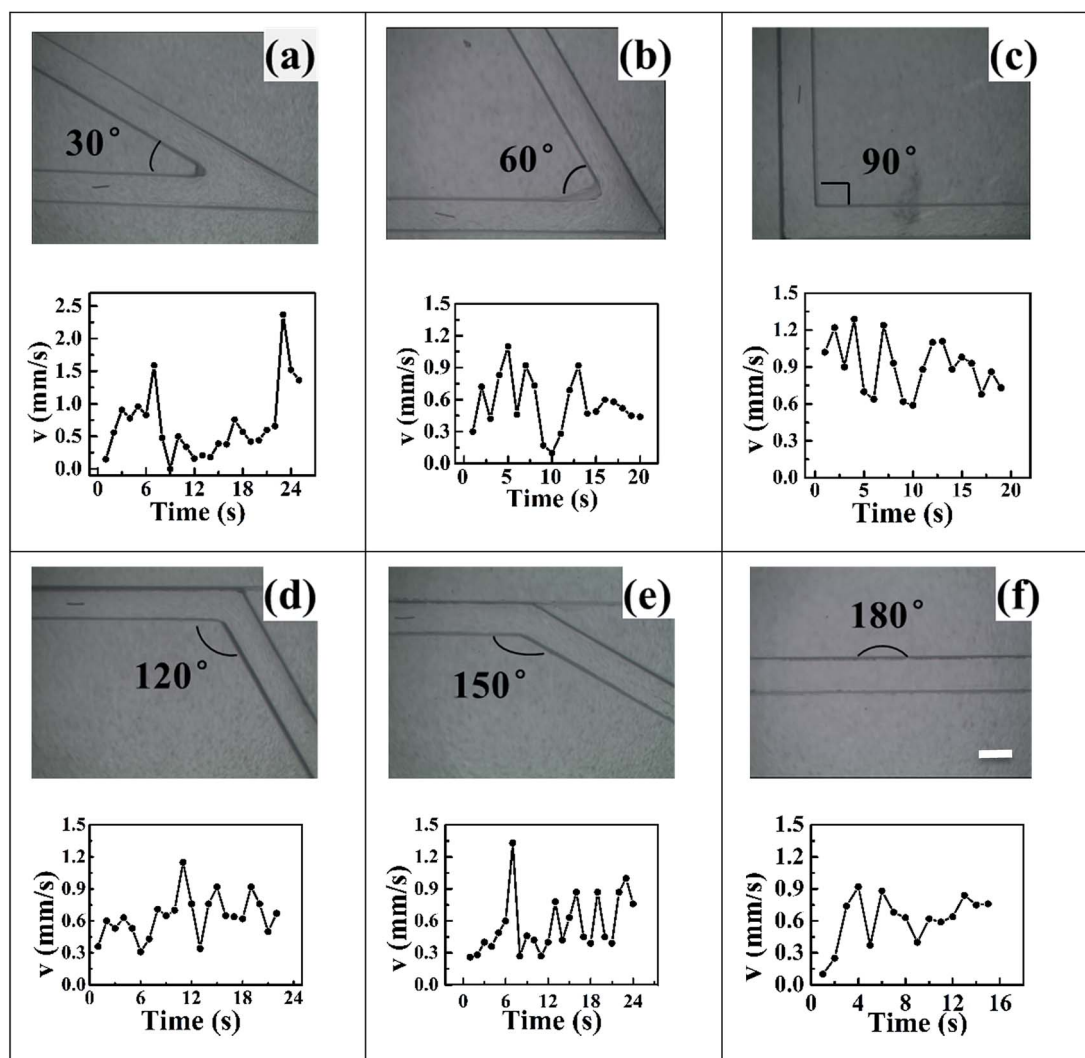 (a)
30°
v (mm/s)
2.5
2.0
1.5
1.0
0.5
0.0
0 6 12 18 24
Time (s)
(b)
60°
v (mm/s)
1.5
1.2
0.9
0.6
0.3
0.0
0 5 10 15 20
Time (s)
(c)
90°
v (mm/s)
1.5
1.2
0.9
0.6
0.3
0.0
0 5 10 15 20
Time (s)
(d)
120°
v (mm/s)
1.5
1.2
0.9
0.6
0.3
0.0
0 6 12 18 24
Time (s)
(e)
150°
v (mm/s)
1.5
1.2
0.9
0.6
0.3
0.0
0 6 12 18 24
Time (s)
(f)
180°
v (mm/s)
1.5
1.2
0.9
0.6
0.3
0.0
0 4 8 12 16
Time (s)